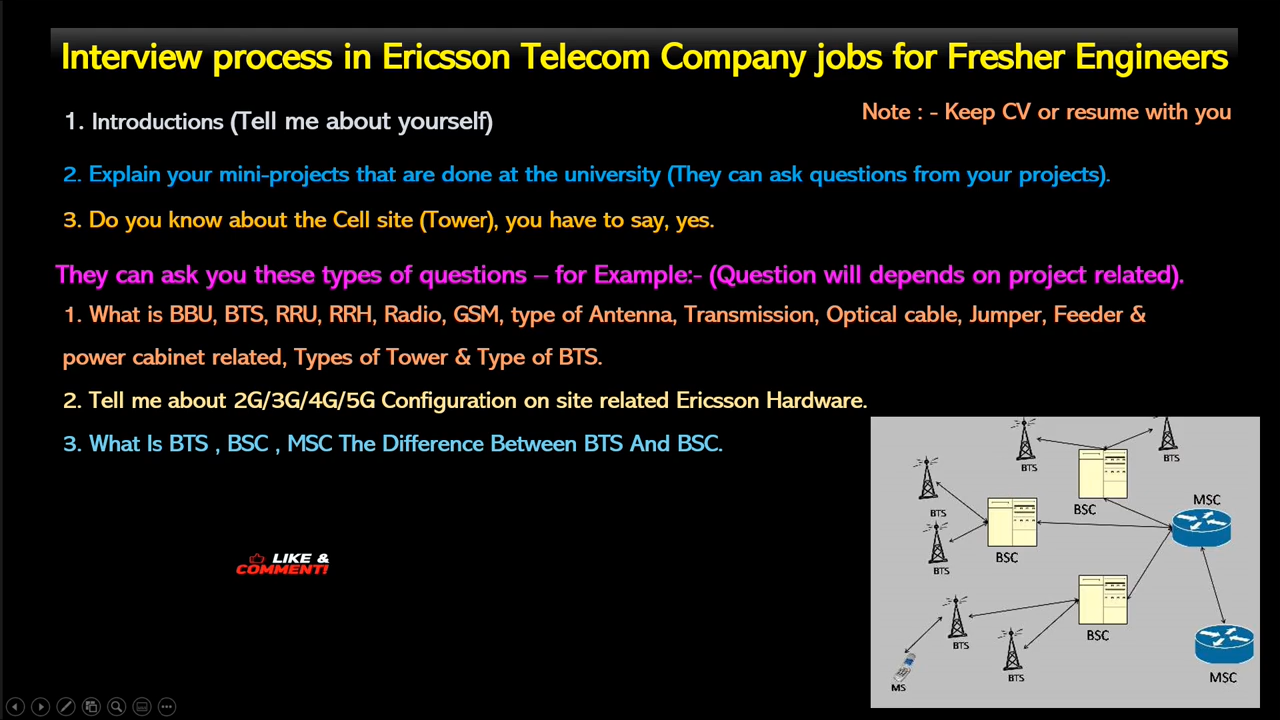 Interview process in Ericsson Telecom Company jobs for Fresher Engineers
1. Introductions (Tell me about yourself)
Note : - Keep CV or resume with you
2. Explain your mini-projects that are done at the university (They can ask questions from your projects).
3. Do you know about the Cell site (Tower), you have to say, yes.
They can ask you these types of questions – for Example:- (Question will depends on project related).
1. What is BBU, BTS, RRU, RRH, Radio, GSM, type of Antenna, Transmission, Optical cable, Jumper, Feeder &
power cabinet related, Types of Tower & Type of BTS.
2. Tell me about 2G/3G/4G/5G Configuration on site related Ericsson Hardware.
3. What Is BTS , BSC , MSC The Difference Between BTS And BSC.
LIKE &
COMMENT!
BTS
BTS
BSC
MSC
BTS
BTS
BSC
BTS
BTS
BSC
MS
MSC